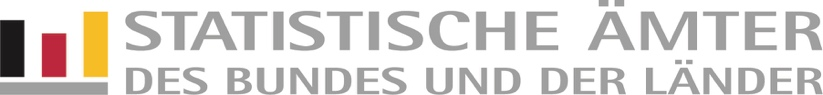 STATISTISCHE ÄMTER
DES BUNDES UND DER LÄNDER